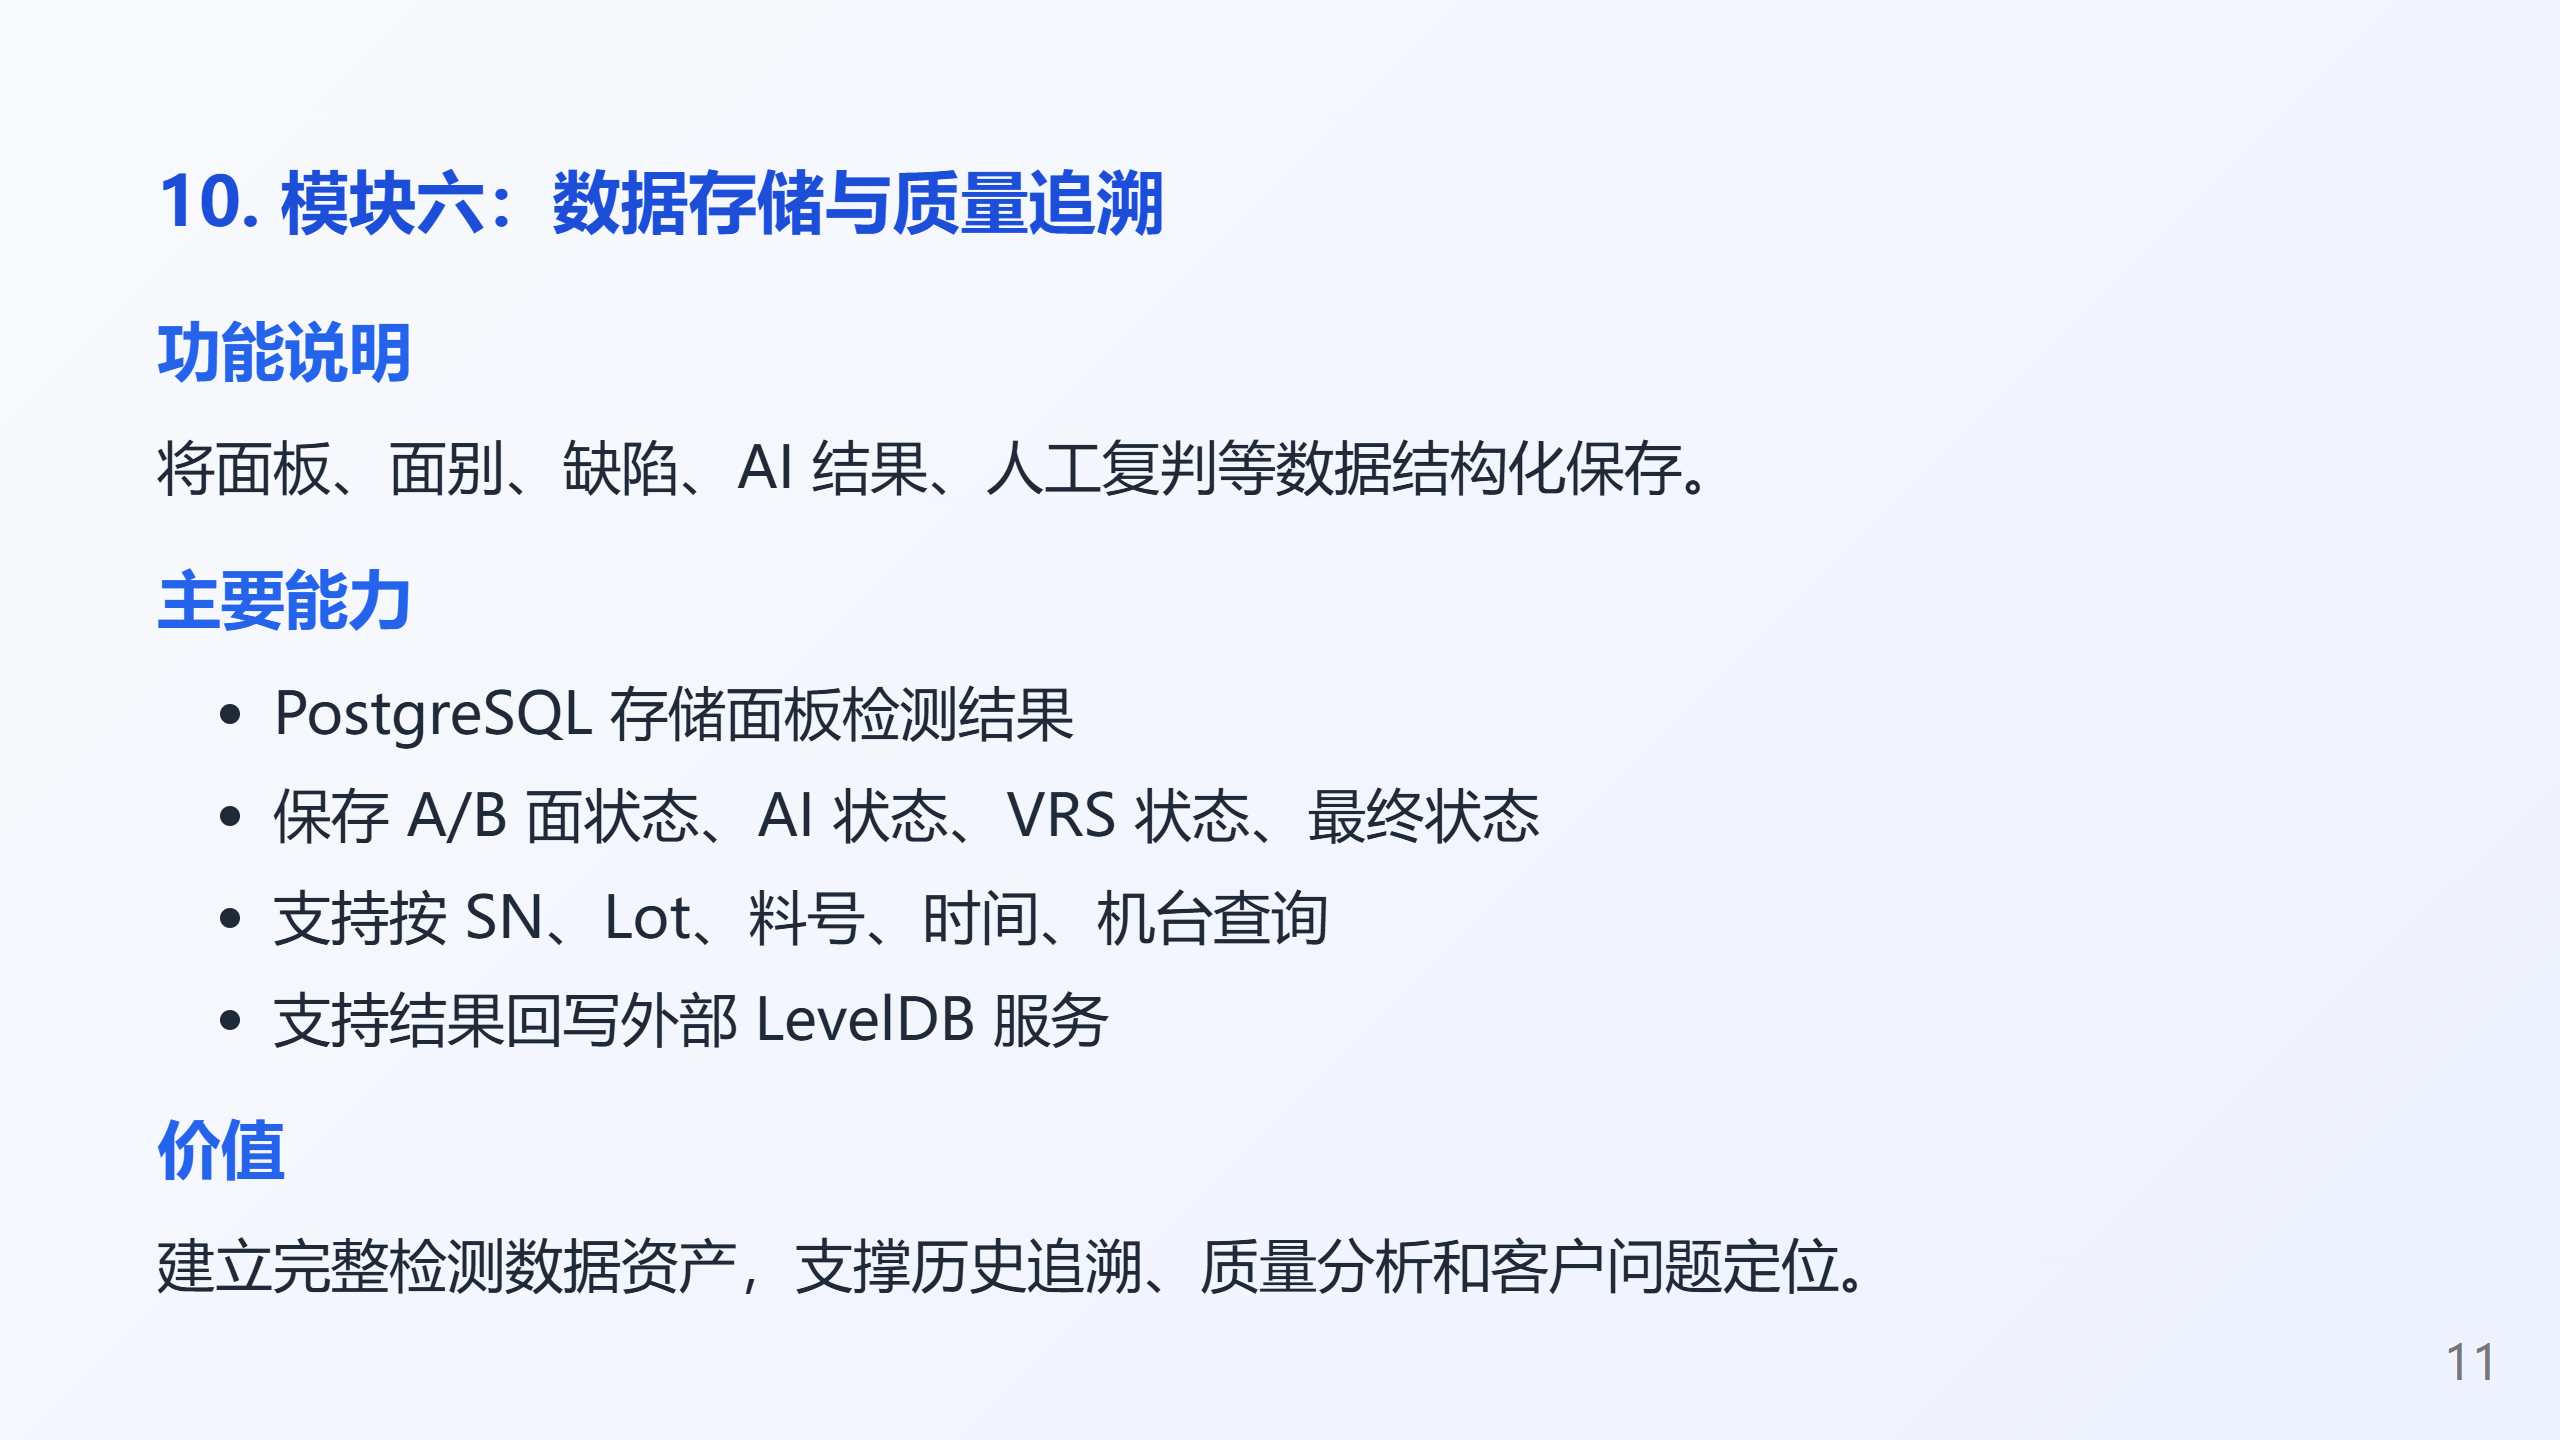 10. 模块六：数据存储与质量追溯
功能说明
将面板、面别、缺陷、AI 结果、人工复判等数据结构化保存。
主要能力
• PostgreSQL 存储面板检测结果
• 保存 A/B 面状态、AI 状态、VRS 状态、最终状态
• 支持按 SN、Lot、料号、时间、机台查询
• 支持结果回写外部 LevelDB 服务
价值
建立完整检测数据资产，支撑历史追溯、质量分析和客户问题定位。
11